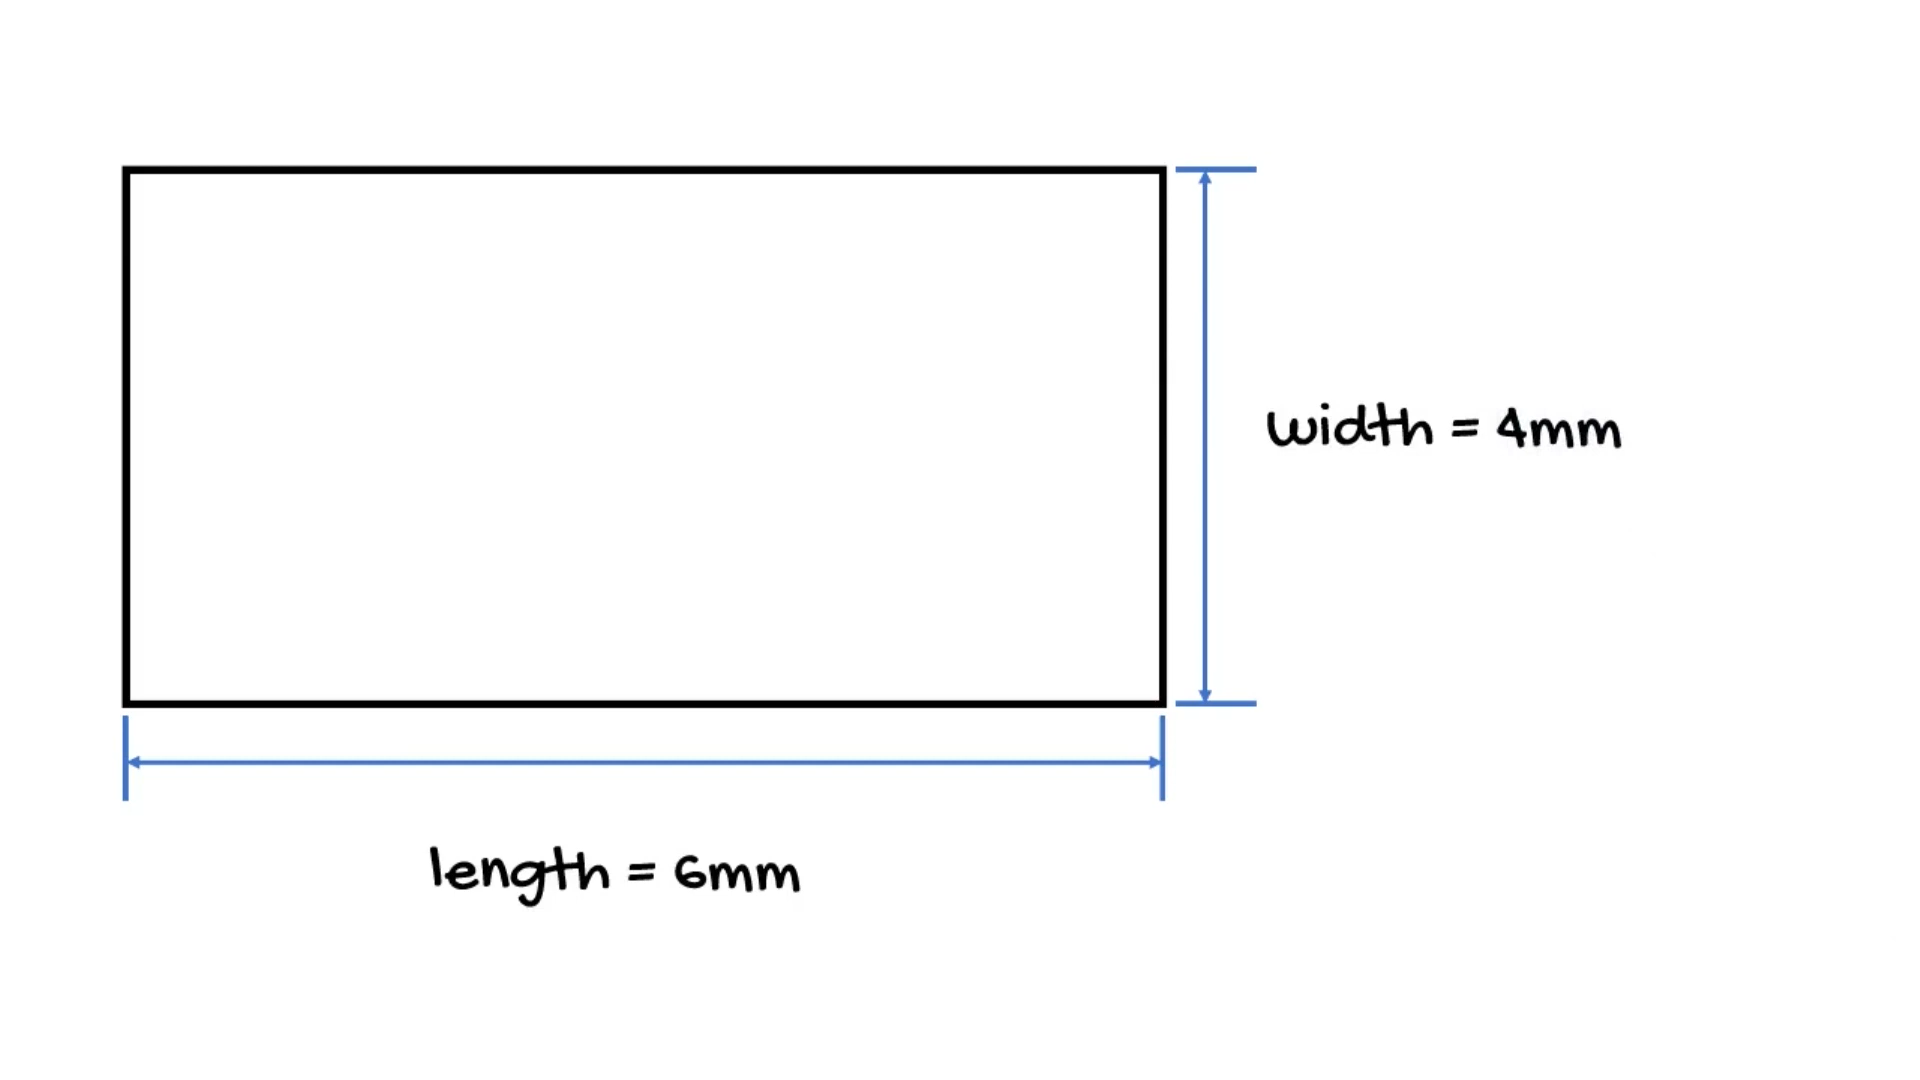 width = 4mm
length = 6mm